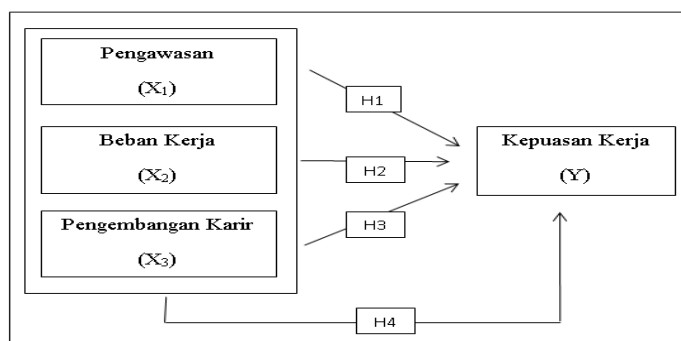 Pengawasan
(X₁)
H1
Beban Kerja
(X₂)
H2
Kepuasan Kerja
(Y)
Pengembangan Karir
(X₃)
H3
H4